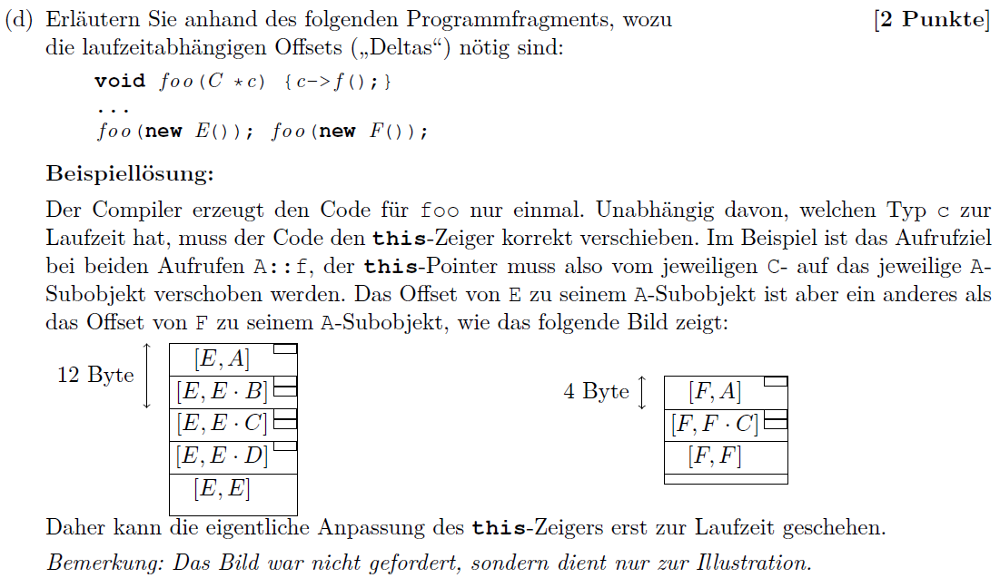 (d) Erläutern Sie anhand des folgenden Programmfragments, wozu [2 Punkte]
die laufzeitabhängigen Offsets („Deltas“) nötig sind:
void foo(C *c) {c->f();}
...
foo(new E()); foo(new F());
Beispiellösung:
Der Compiler erzeugt den Code für foo nur einmal. Unabhängig davon, welchen Typ c zur
Laufzeit hat, muss der Code den this-Zeiger korrekt verschieben. Im Beispiel ist das Aufrufziel
bei beiden Aufrufen A::f, der this-Pointer muss also vom jeweiligen C- auf das jeweilige A-
Subobjekt verschoben werden. Das Offset von E zu seinem A-Subobjekt ist aber ein anderes als
das Offset von F zu seinem A-Subobjekt, wie das folgende Bild zeigt:
12 Byte
[E, A]
[E, E · B]
[E, E · C]
[E, E · D]
[E, E]
4 Byte
[F, A]
[F, F · C]
[F, F]
Daher kann die eigentliche Anpassung des this-Zeigers erst zur Laufzeit geschehen.
Bemerkung: Das Bild war nicht gefordert, sondern dient nur zur Illustration.